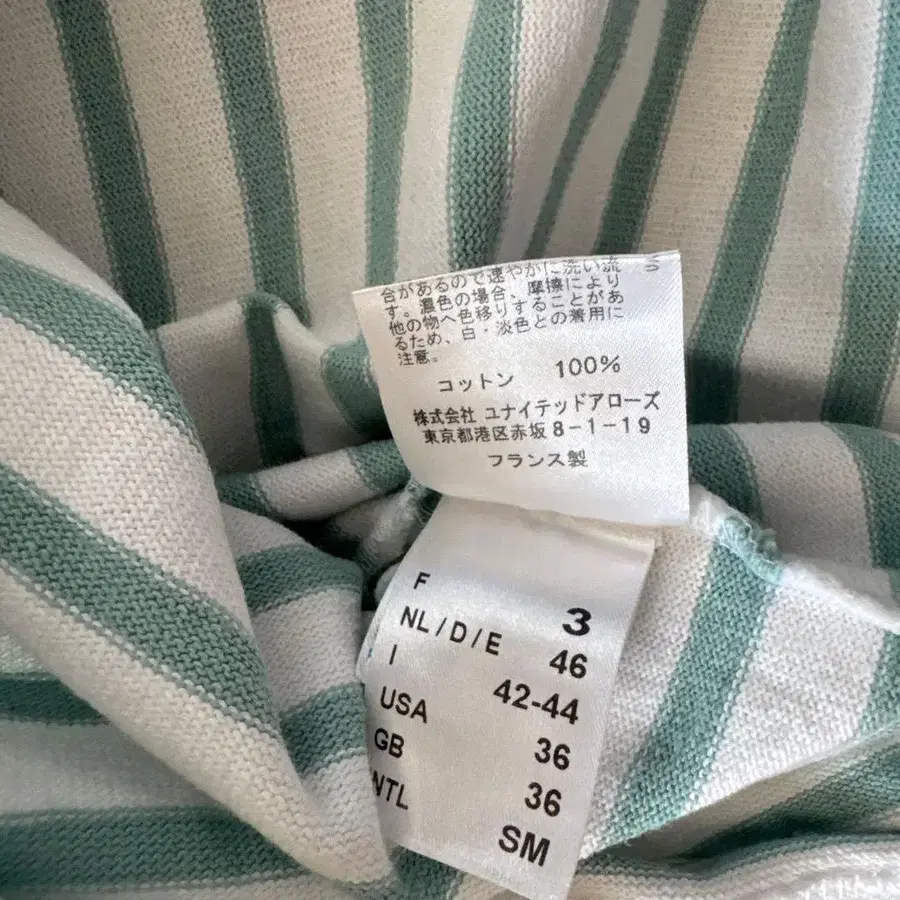 合があるので速やかに洗い流
す。濃色の場合、摩擦により
他の物へ色移りすることがあ
るため、白・淡色との着用に
注意。
コットン 100%
株式会社 ユナイテッドアローズ
東京都港区赤坂8-1-19
フランス製
F 3
NL/D/E 46
I 42-44
USA 36
GB 36
NTL SM